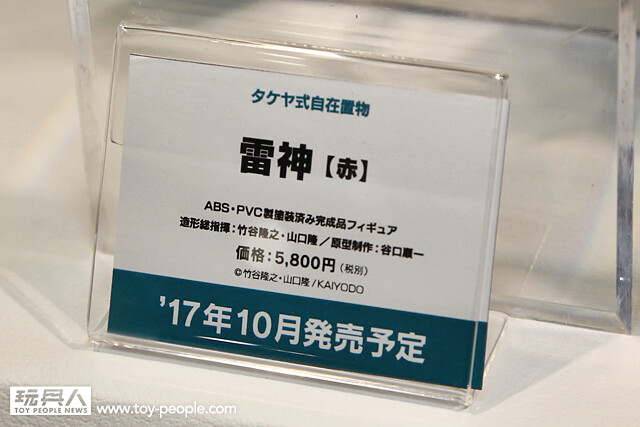 タケヤ式自在置物
雷神【赤】
ABS・PVC製塗装済み完成品フィギュア
造形総指揮：竹谷隆之・山口隆／原型制作：谷口順一
価格：5,800円（税別）
©竹谷隆之・山口隆/KAIYODO
'17年10月発売予定
玩具人
TOY PEOPLE NEWS
www.toy-people.com